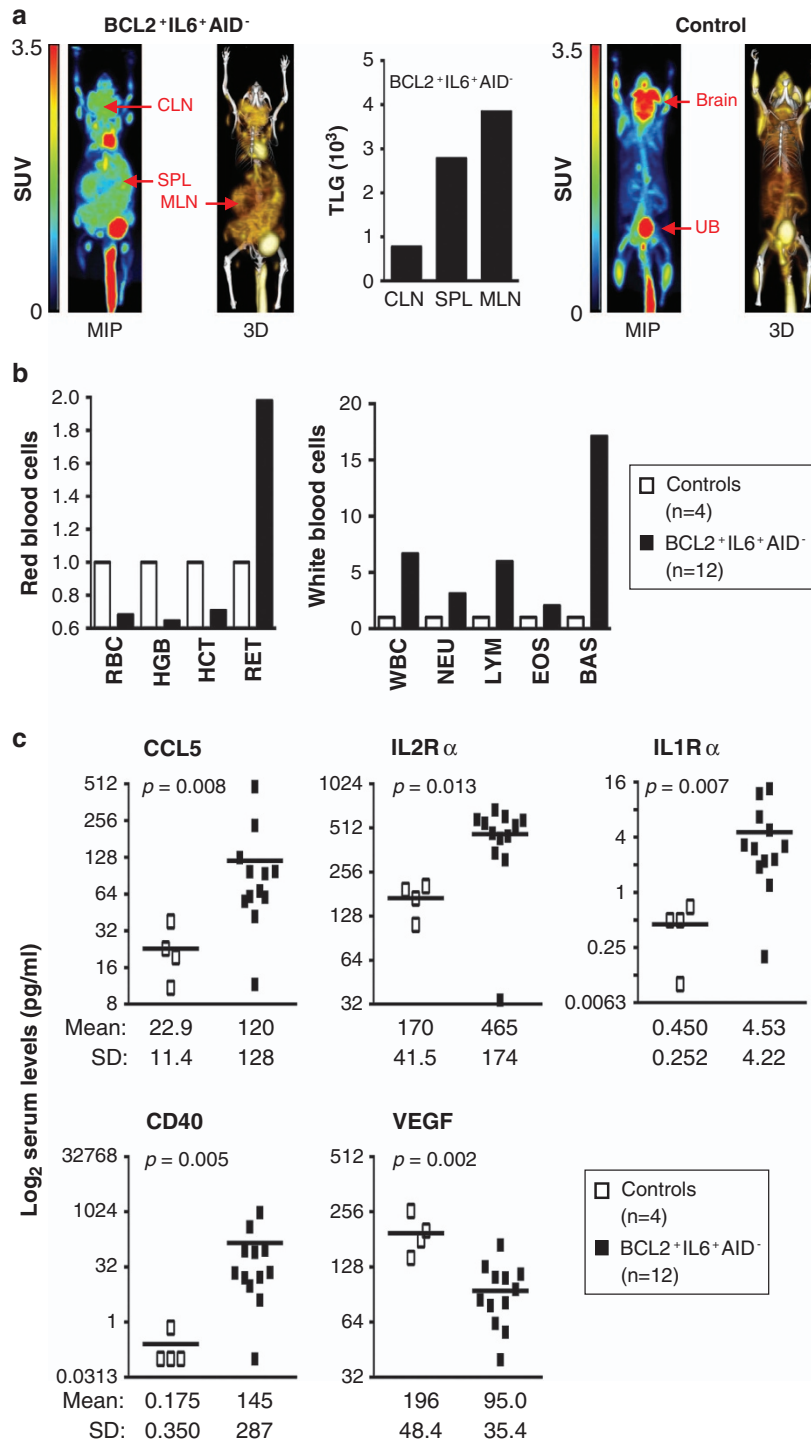 a
BCL2⁺IL6⁺AID⁻
Control
3.5
SUV
0
CLN
SPL
MLN
MIP
3D
BCL2⁺IL6⁺AID⁻
TLG (10³)
5
4
3
2
1
0
CLN SPL MLN
3.5
SUV
0
Brain
UB
MIP
3D
b
Red blood cells
2.0
1.8
1.6
1.4
1.2
1.0
0.8
0.6
RBC
HGB
HCT
RET
White blood cells
20
15
10
5
0
WBC
NEU
LYM
EOS
BAS
Controls
(n=4)
BCL2⁺IL6⁺AID⁻
(n=12)
c
Log₂ serum levels (pg/ml)
CCL5
p = 0.008
512
256
128
64
32
16
8
Mean: 22.9 120
SD: 11.4 128
IL2R α
p = 0.013
1024
512
256
128
64
32
170 465
41.5 174
IL1R α
p = 0.007
16
4
1
0.25
0.0063
0.450 4.53
0.252 4.22
CD40
p = 0.005
32768
1024
32
1
0.0313
Mean: 0.175 145
SD: 0.350 287
VEGF
p = 0.002
512
256
128
64
32
196 95.0
48.4 35.4
Controls
(n=4)
BCL2⁺IL6⁺AID⁻
(n=12)